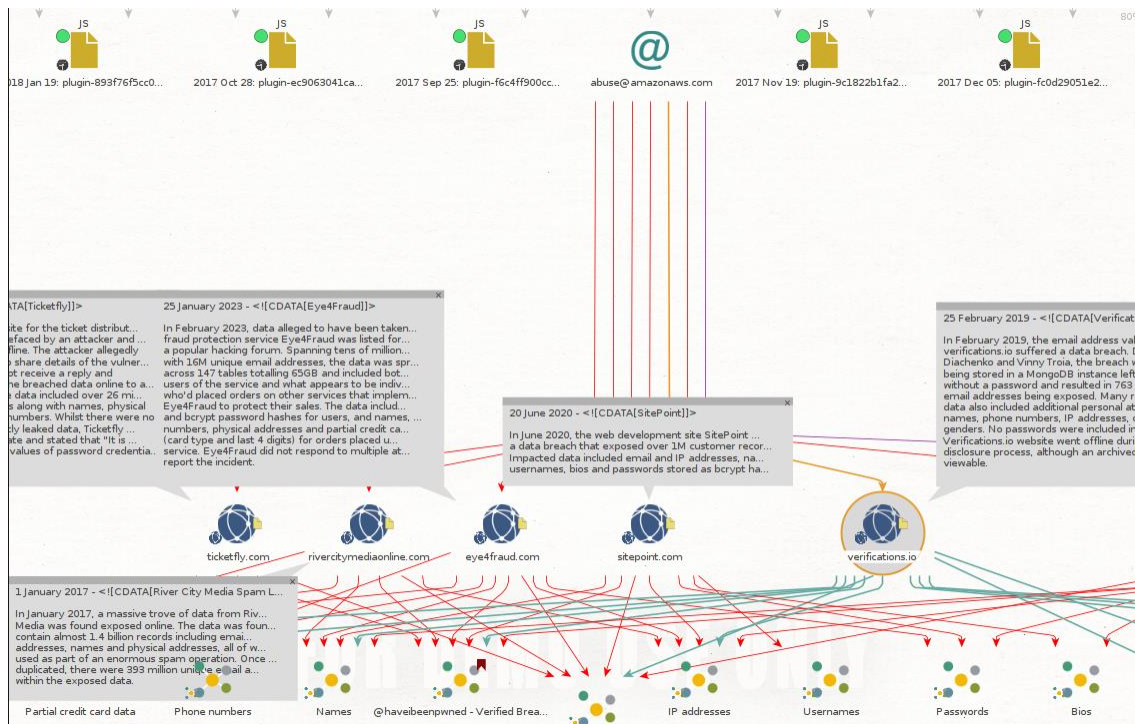 80%
JS
JS
JS
@
JS
JS
018 Jan 19: plugin-893f76f5cc0...
2017 Oct 28: plugin-ec9063041ca...
2017 Sep 25: plugin-f6c4ff900cc...
abuse@amazonaws.com
2017 Nov 19: plugin-9c1822b1fa2...
2017 Dec 05: plugin-fc0d29051e2...
ATA[Ticketfly]]>
site for the ticket distribut...
efaced by an attacker and ...
fline. The attacker allegedly
o share details of the vulner...
ot receive a reply and
he breached data online to a...
e data included over 26 mi...
s along with names, physical
numbers. Whilst there were no
cly leaked data, Ticketfly ...
ate and stated that "It is ...
values of password credentia..
25 January 2023 - <![CDATA[Eye4Fraud]]>
In February 2023, data alleged to have been taken...
fraud protection service Eye4Fraud was listed for...
a popular hacking forum. Spanning tens of million...
with 16M unique email addresses, the data was spr...
across 147 tables totalling 65GB and included bot...
users of the service and what appears to be indiv...
who'd placed orders on other services that implem...
Eye4Fraud to protect their sales. The data includ...
and bcrypt password hashes for users, and names, ...
numbers, physical addresses and partial credit ca...
(card type and last 4 digits) for orders placed u...
service. Eye4Fraud did not respond to multiple at...
report the incident.
20 June 2020 - <![CDATA[SitePoint]]>
In June 2020, the web development site SitePoint ...
a data breach that exposed over 1M customer recor...
Impacted data included email and IP addresses, na...
usernames, bios and passwords stored as bcrypt ha...
25 February 2019 - <![CDATA[Verificat
In February 2019, the email address val
verifications.io suffered a data breach. D
Diachenko and Vinny Troia, the breach w
being stored in a MongoDB instance left
without a password and resulted in 763
email addresses being exposed. Many r
data also included additional personal at
names, phone numbers, IP addresses, d
genders. No passwords were included in
Verifications.io website went offline duri
disclosure process, although an archived
viewable.
ticketfly.com
rivercitymediaonline.com
eye4fraud.com
sitepoint.com
verifications.io
1 January 2017 - <![CDATA[River City Media Spam L...
In January 2017, a massive trove of data from Riv...
Media was found exposed online. The data was foun...
contain almost 1.4 billion records including emai...
addresses, names and physical addresses, all of w...
used as part of an enormous spam operation. Once ...
duplicated, there were 393 million unique email a...
within the exposed data.
Partial credit card data
Phone numbers
Names
@haveibeenpwned - Verified Brea...
IP addresses
Usernames
Passwords
Bios